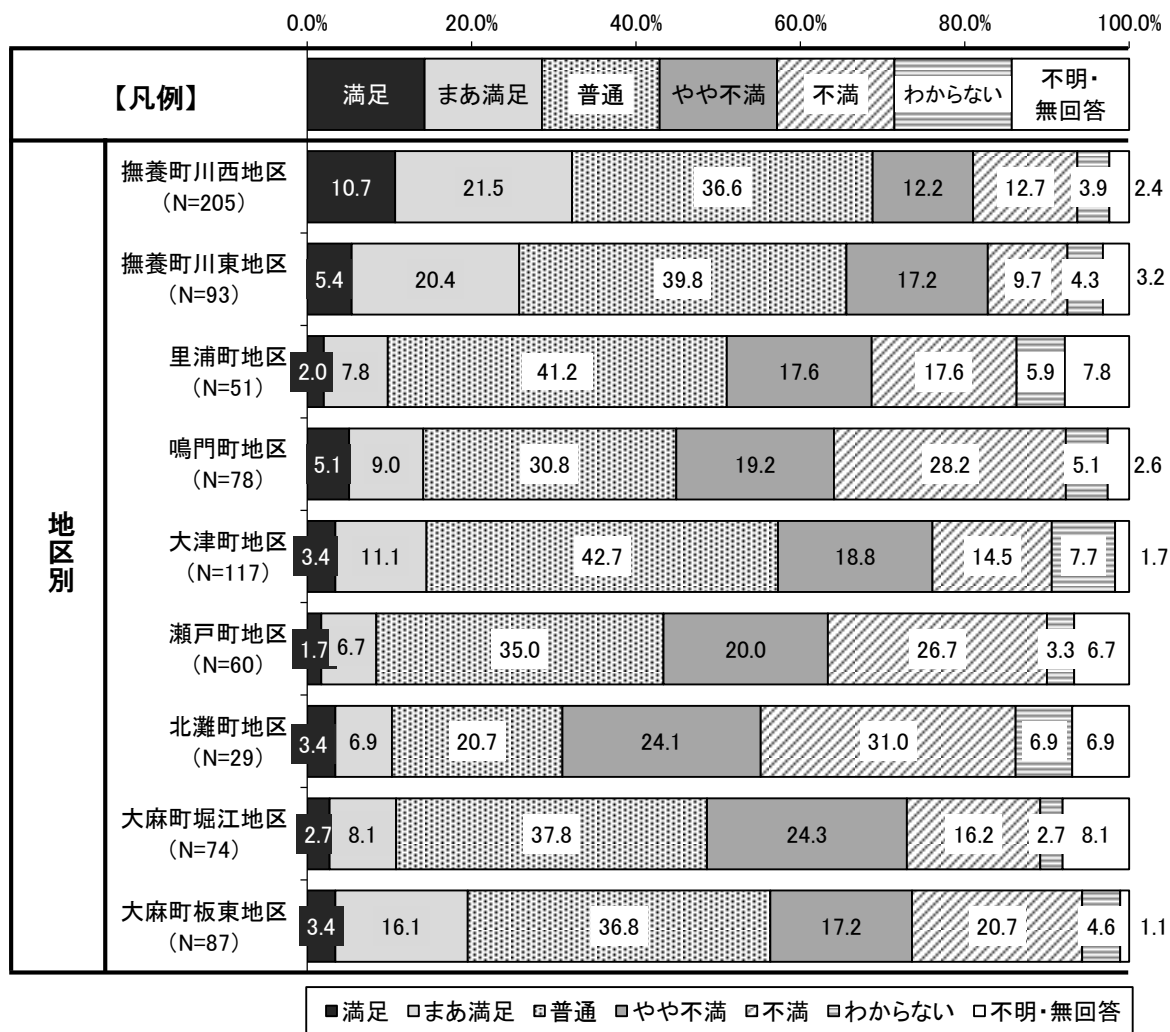 0.0% 20.0% 40.0% 60.0% 80.0% 100.0%
【凡例】 満足 まあ満足 普通 やや不満 不満 わからない 不明・
無回答
地区別
撫養町川西地区
(N=205)
10.7 21.5 36.6 12.2 12.7 3.9 2.4
撫養町川東地区
(N=93)
5.4 20.4 39.8 17.2 9.7 4.3 3.2
里浦町地区
(N=51)
2.0 7.8 41.2 17.6 17.6 5.9 7.8
鳴門町地区
(N=78)
5.1 9.0 30.8 19.2 28.2 5.1 2.6
大津町地区
(N=117)
3.4 11.1 42.7 18.8 14.5 7.7 1.7
瀬戸町地区
(N=60)
1.7 6.7 35.0 20.0 26.7 3.3 6.7
北灘町地区
(N=29)
3.4 6.9 20.7 24.1 31.0 6.9 6.9
大麻町堀江地区
(N=74)
2.7 8.1 37.8 24.3 16.2 2.7 8.1
大麻町板東地区
(N=87)
3.4 16.1 36.8 17.2 20.7 4.6 1.1
満足 まあ満足 普通 やや不満 不満 わからない 不明・無回答